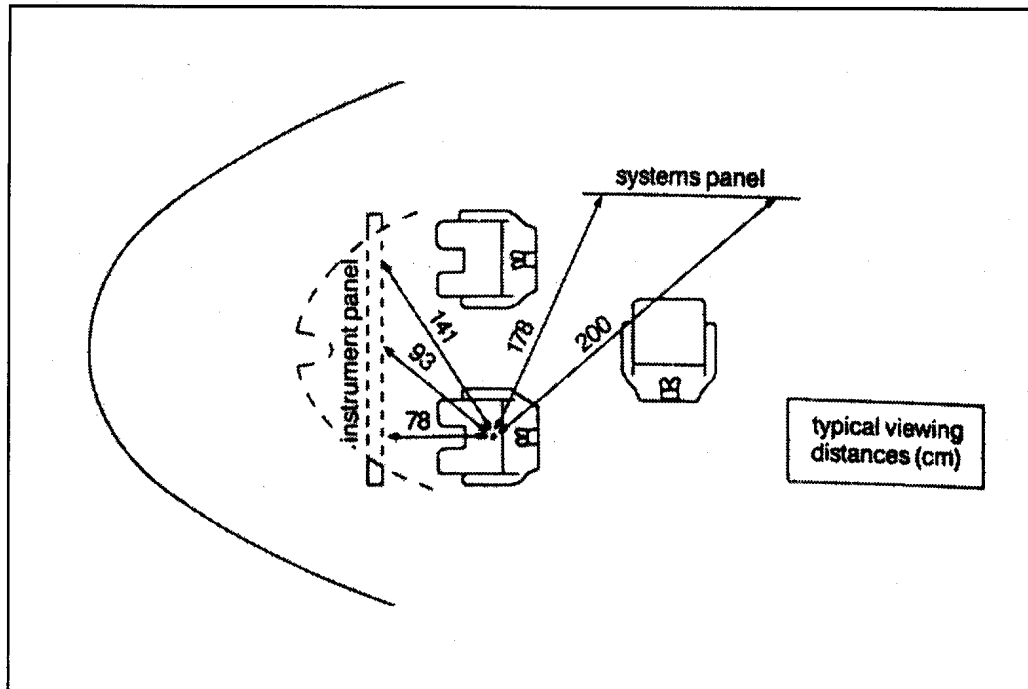 systems panel
instrument panel
141
93
78
178
200
typical viewing
distances (cm)